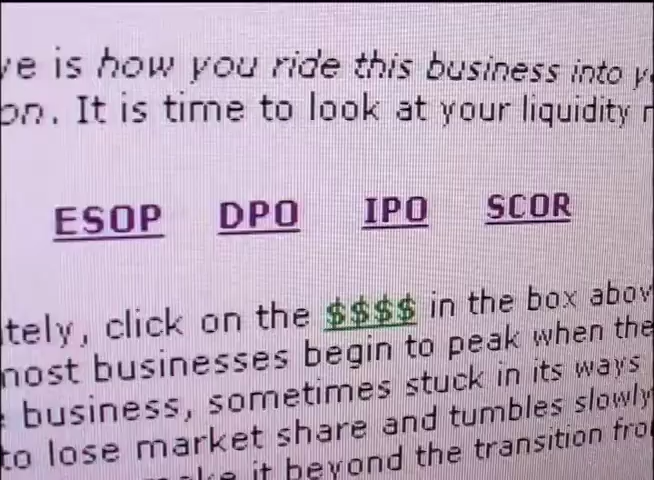 is how you ride this business into
on. It is time to look at your liquidity
ESOP DPO IPO SCOR
tely, click on the $$$$ in the box abov
most businesses begin to peak when the
business, sometimes stuck in its ways
to lose market share and tumbles slowly
it beyond the transition fro